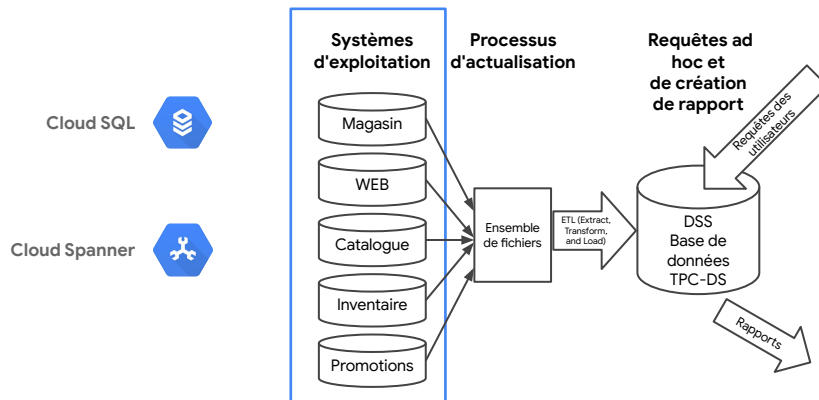 Systèmes
d'exploitation
Processus
d'actualisation
Requêtes ad
hoc et
de création
de rapport
Cloud SQL
Cloud Spanner
Magasin
WEB
Catalogue
Inventaire
Promotions
Ensemble
de fichiers
ETL (Extract,
Transform,
and Load)
Requêtes des
utilisateurs
DSS
Base de
données
TPC-DS
Rapports